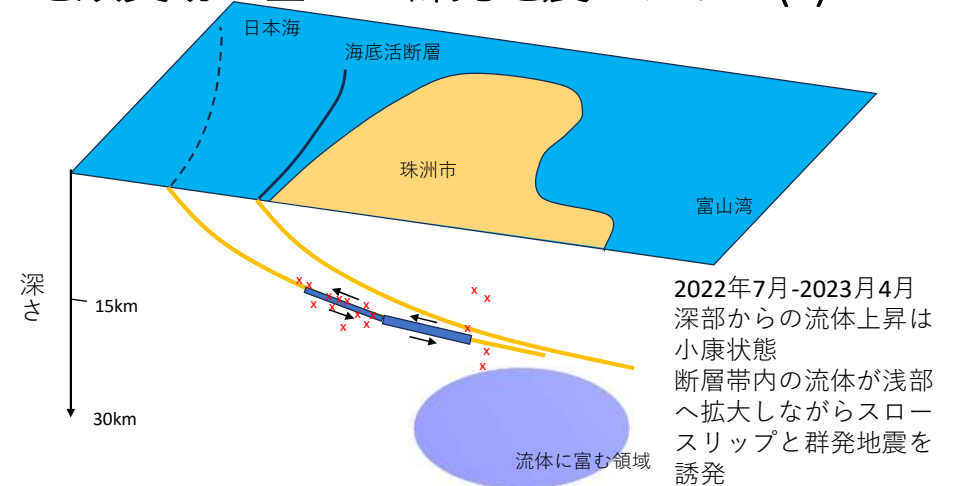 日本海
海底活断層
珠洲市
富山湾
深さ
15km
30km
2022年7月-2023月4月
深部からの流体上昇は
小康状態
断層帯内の流体が浅部
へ拡大しながらスロー
スリップと群発地震を
誘発
流体に富む領域